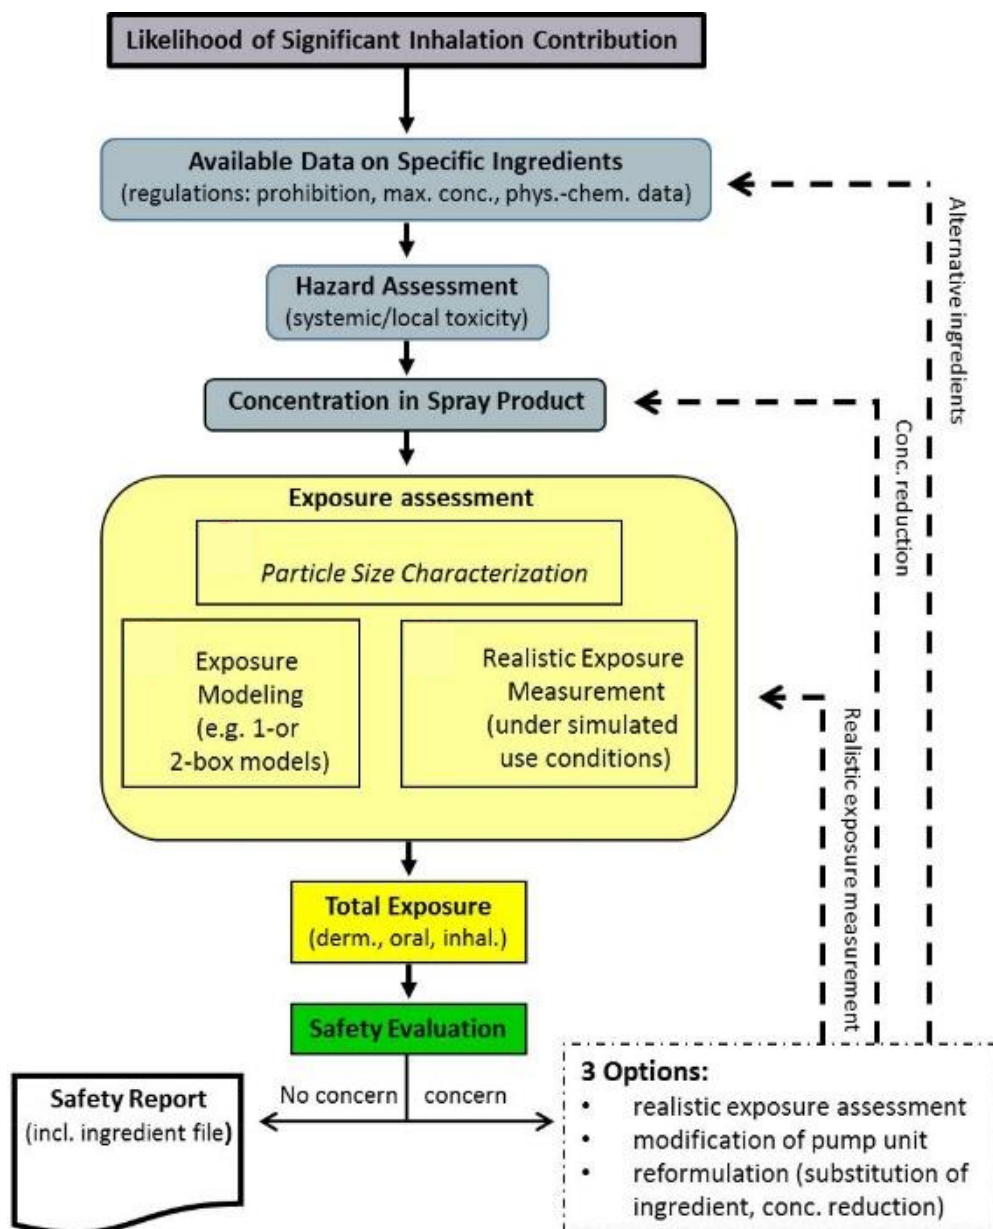 Likelihood of Significant Inhalation Contribution
Available Data on Specific Ingredients
(regulations: prohibition, max. conc., phys.-chem. data)
Hazard Assessment
(systemic/local toxicity)
Concentration in Spray Product
Exposure assessment
Particle Size Characterization
Exposure
Modeling
(e.g. 1-or
2-box models)
Realistic Exposure
Measurement
(under simulated
use conditions)
Total Exposure
(derm., oral, inhal.)
Safety Evaluation
No concern
concern
Safety Report
(incl. ingredient file)
3 Options:
• realistic exposure assessment
• modification of pump unit
• reformulation (substitution of
ingredient, conc. reduction)
Realistic exposure measurement
Conc. reduction
Alternative ingredients